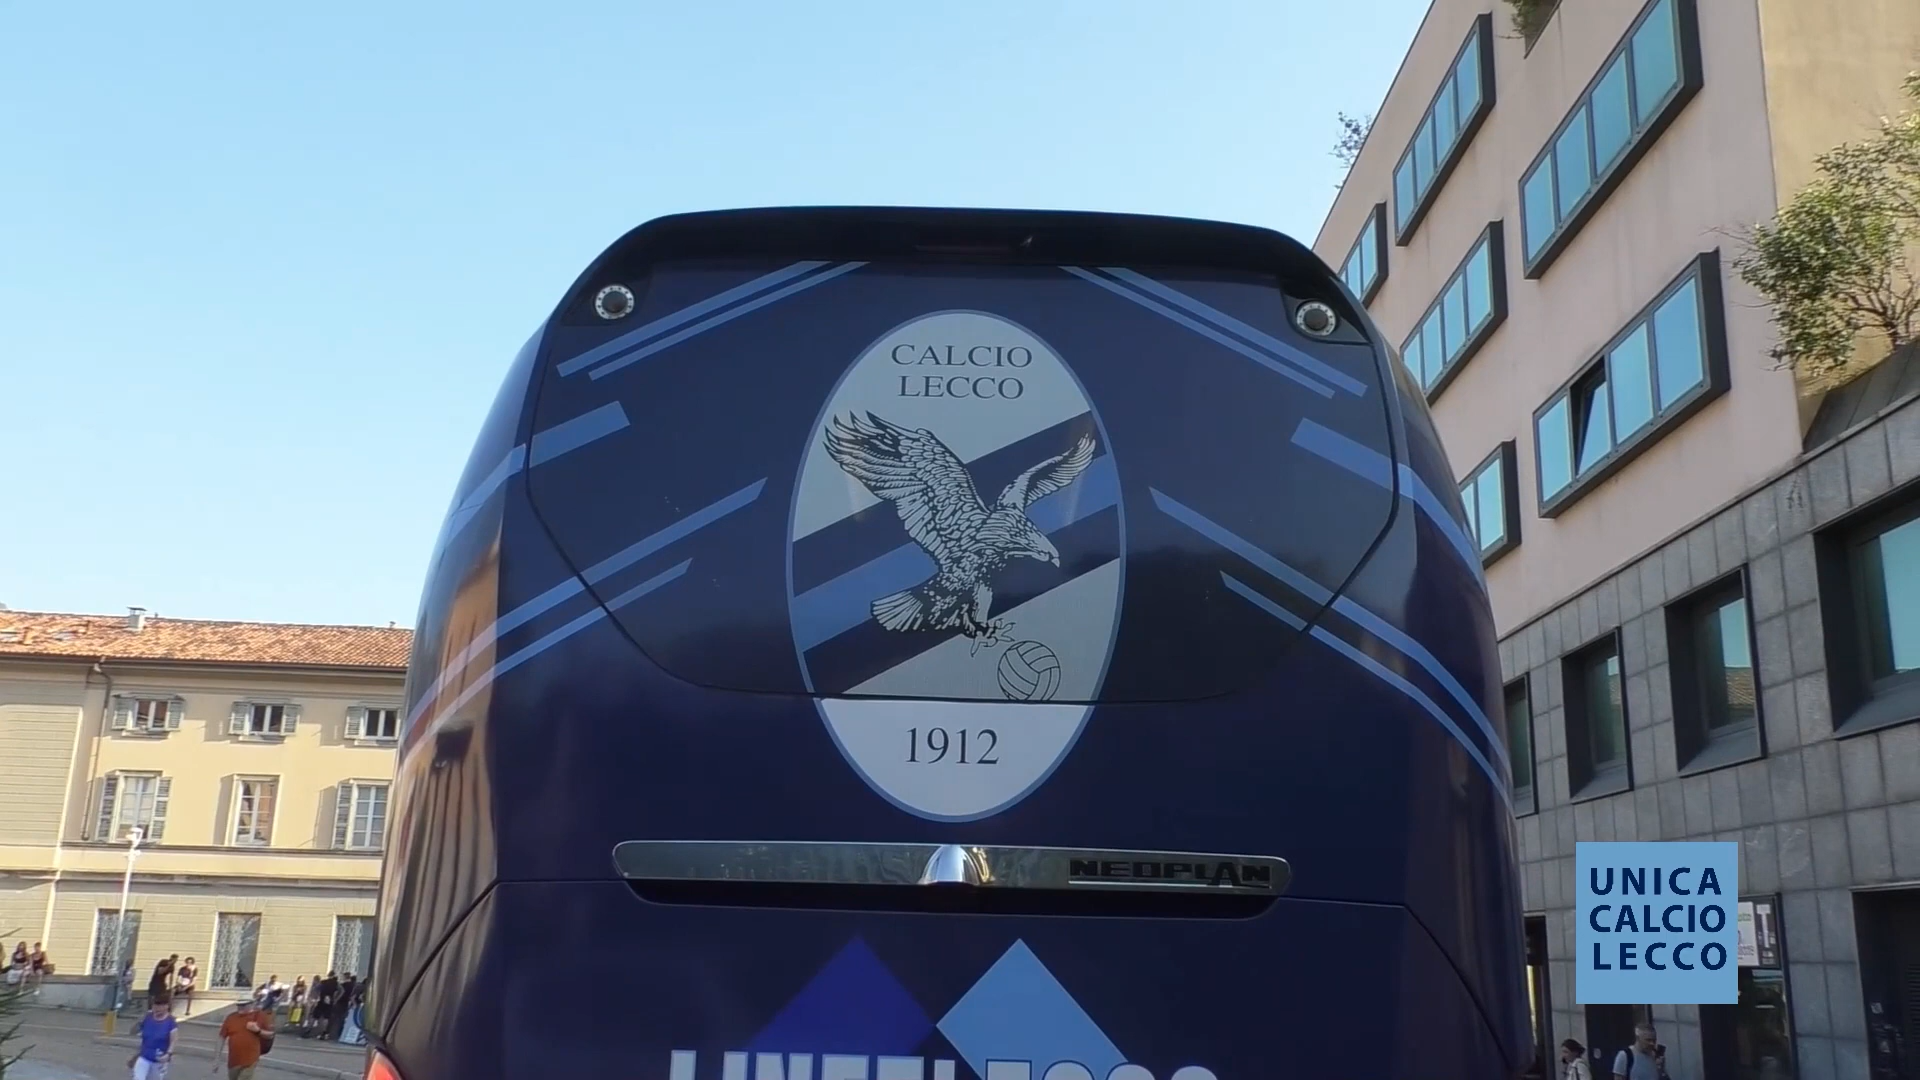 CALCIO
LECCO
1912
NEOPLAN
UNICA
CALCIO
LECCO